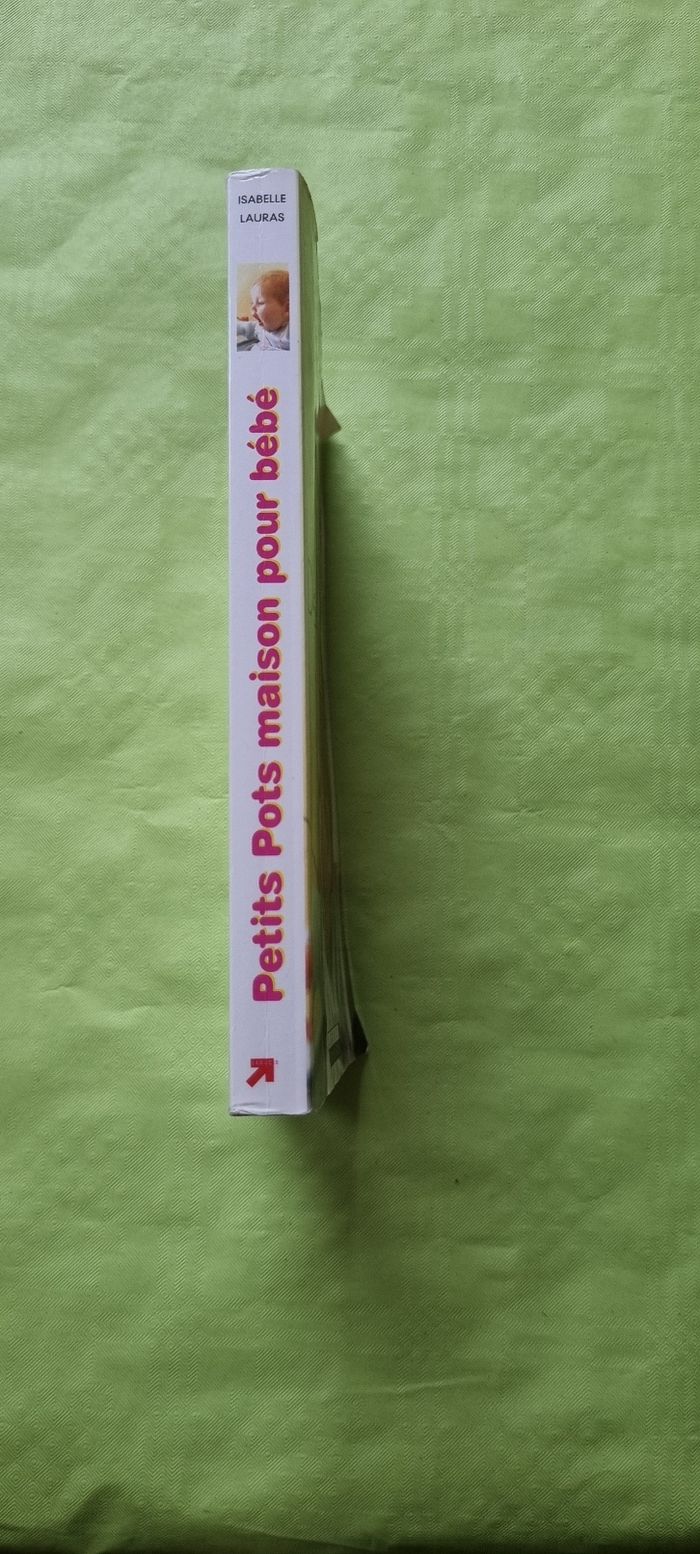 ISABELLE
LAURAS
Petits Pots maison pour bébé